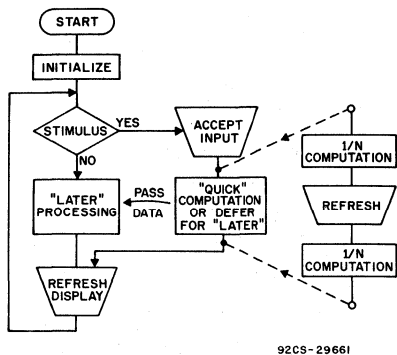 START
INITIALIZE
STIMULUS
YES
NO
ACCEPT
INPUT
"LATER"
PROCESSING
PASS
DATA
"QUICK"
COMPUTATION
OR DEFER
FOR "LATER"
REFRESH
DISPLAY
1/N
COMPUTATION
REFRESH
1/N
COMPUTATION
92CS-29661